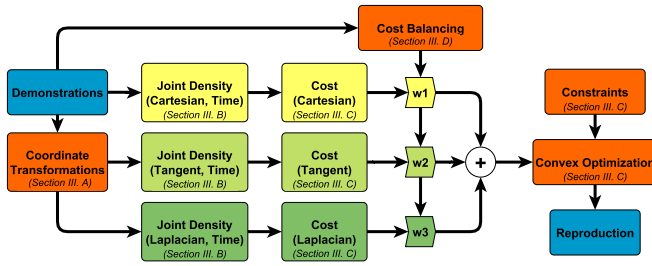 Cost Balancing
(Section III. D)
Demonstrations
Joint Density
(Cartesian, Time)
(Section III. B)
Cost
(Cartesian)
(Section III. C)
w1
Constraints
(Section III. C)
Coordinate
Transformations
(Section III. A)
Joint Density
(Tangent, Time)
(Section III. B)
Cost
(Tangent)
(Section III. C)
w2
+
Convex Optimization
(Section III. C)
Joint Density
(Laplacian, Time)
(Section III. B)
Cost
(Laplacian)
(Section III. C)
w3
Reproduction